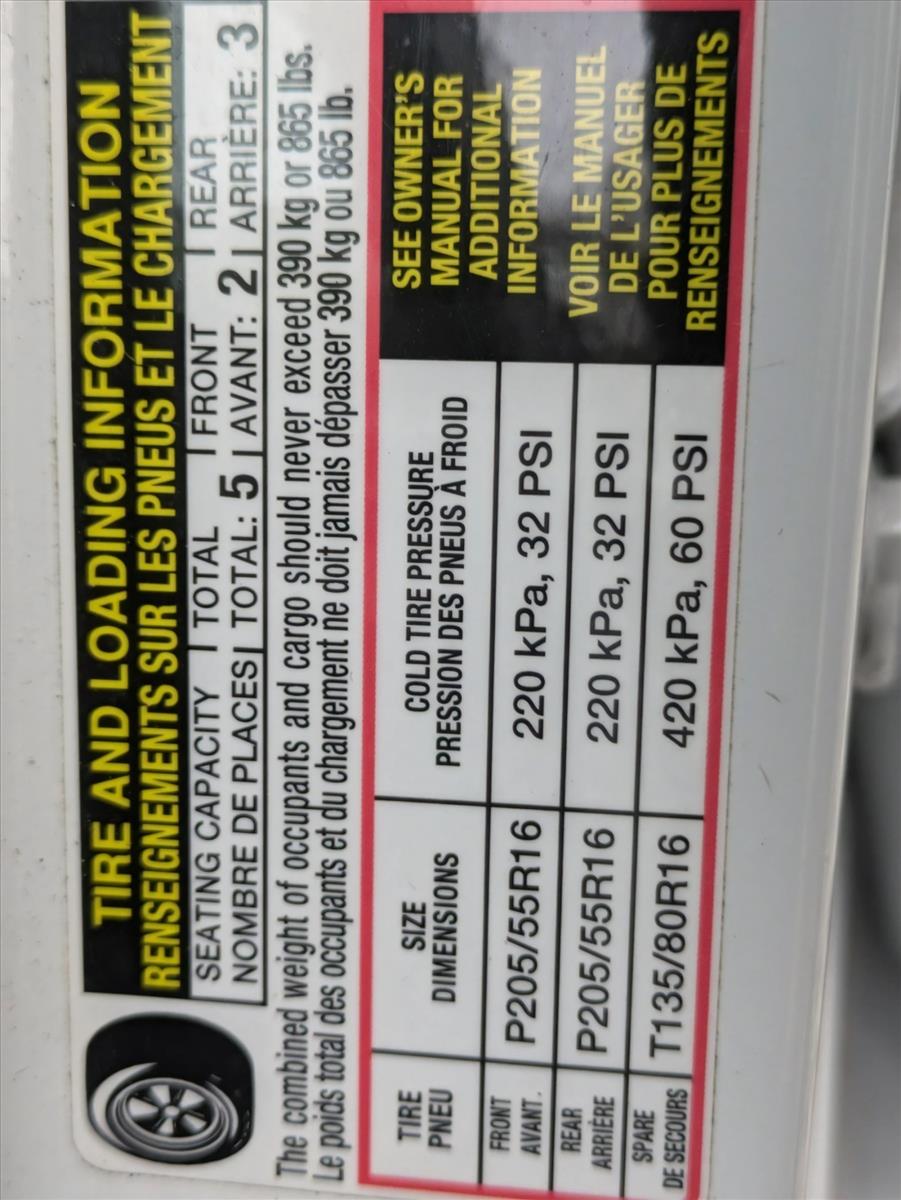 TIRE AND LOADING INFORMATION
RENSEIGNEMENTS SUR LES PNEUS ET LE CHARGEMENT
SEATING CAPACITY | TOTAL | FRONT | REAR
NOMBRE DE PLACES | TOTAL: 5 | AVANT: 2 | ARRIÈRE: 3
The combined weight of occupants and cargo should never exceed 390 kg or 865 lbs.
Le poids total des occupants et du chargement ne doit jamais dépasser 390 kg ou 865 lb.
TIRE
PNEU
SIZE
DIMENSIONS
COLD TIRE PRESSURE
PRESSION DES PNEUS À FROID
FRONT
AVANT.
P205/55R16
220 kPa, 32 PSI
REAR
ARRIÈRE
P205/55R16
220 kPa, 32 PSI
SPARE
DE SECOURS
T135/80R16
420 kPa, 60 PSI
SEE OWNER'S
MANUAL FOR
ADDITIONAL
INFORMATION
VOIR LE MANUEL
DE L'USAGER
POUR PLUS DE
RENSEIGNEMENTS